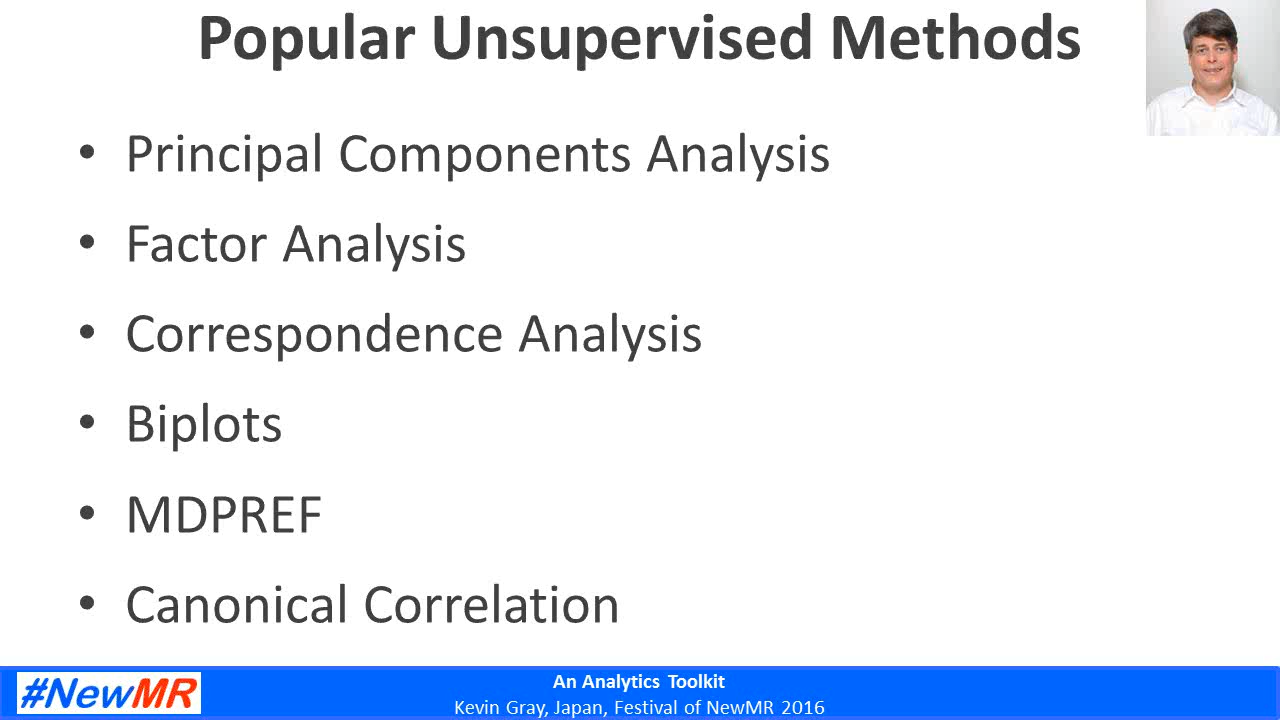 Popular Unsupervised Methods
• Principal Components Analysis
• Factor Analysis
• Correspondence Analysis
• Biplots
• MDPREF
• Canonical Correlation
#NewMR
An Analytics Toolkit
Kevin Gray, Japan, Festival of NewMR 2016